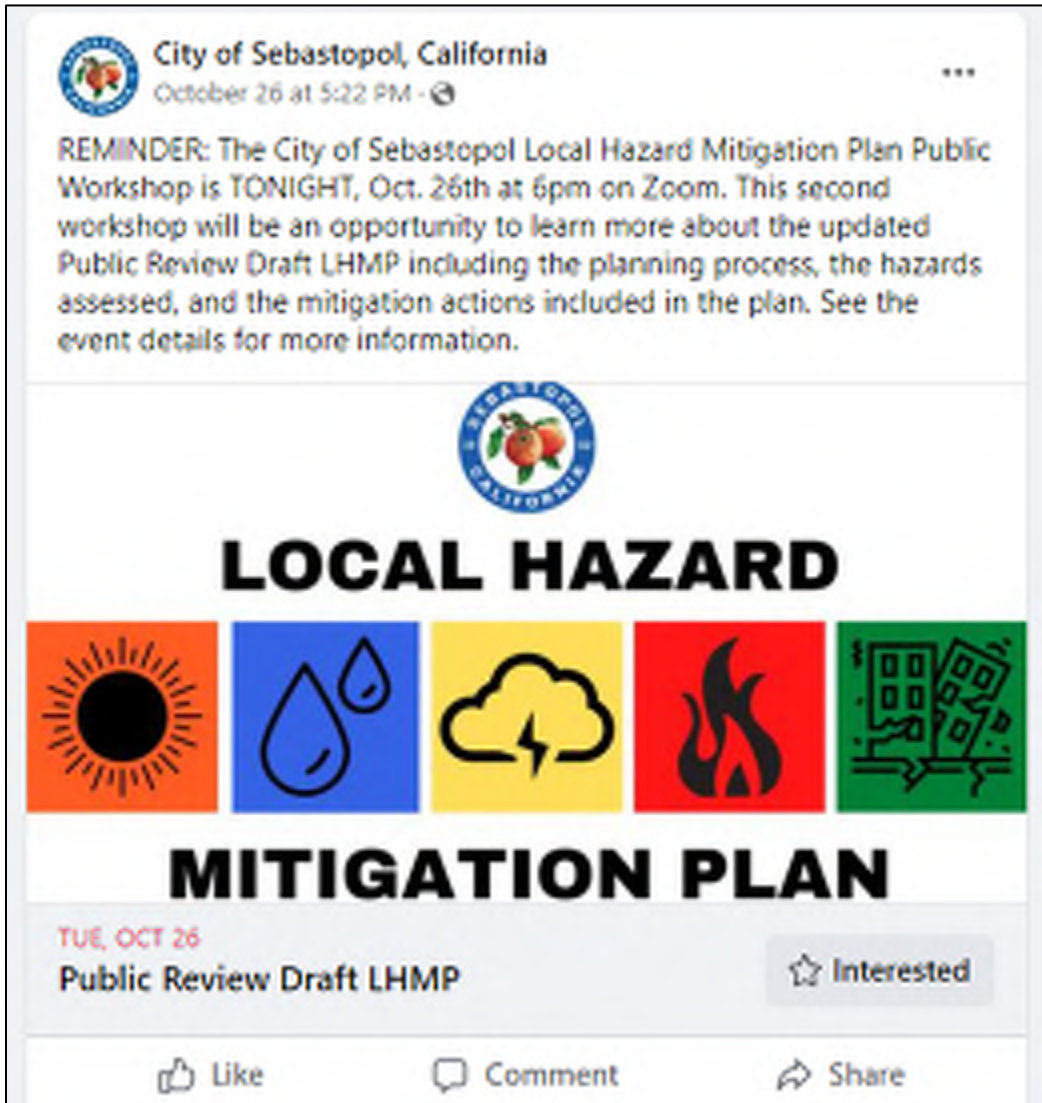 City of Sebastopol, California
October 26 at 5:22 PM ·
REMINDER: The City of Sebastopol Local Hazard Mitigation Plan Public
Workshop is TONIGHT, Oct. 26th at 6pm on Zoom. This second
workshop will be an opportunity to learn more about the updated
Public Review Draft LHMP including the planning process, the hazards
assessed, and the mitigation actions included in the plan. See the
event details for more information.
SEBASTOPOL
CALIFORNIA
LOCAL HAZARD
MITIGATION PLAN
TUE, OCT 26
Public Review Draft LHMP
Interested
Like
Comment
Share